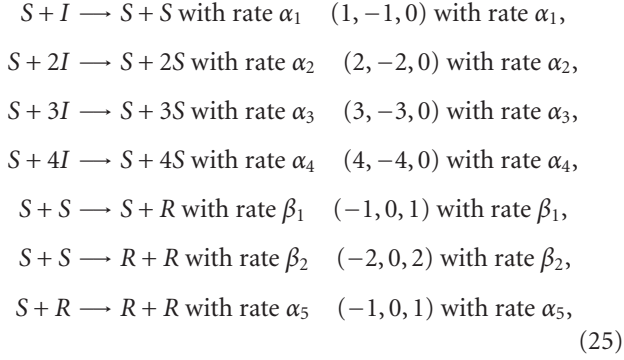 S + I ⟶ S + S with rate α₁ (1, −1, 0) with rate α₁,
S + 2I ⟶ S + 2S with rate α₂ (2, −2, 0) with rate α₂,
S + 3I ⟶ S + 3S with rate α₃ (3, −3, 0) with rate α₃,
S + 4I ⟶ S + 4S with rate α₄ (4, −4, 0) with rate α₄,
S + S ⟶ S + R with rate β₁ (−1, 0, 1) with rate β₁,
S + S ⟶ R + R with rate β₂ (−2, 0, 2) with rate β₂,
S + R ⟶ R + R with rate α₅ (−1, 0, 1) with rate α₅,
(25)